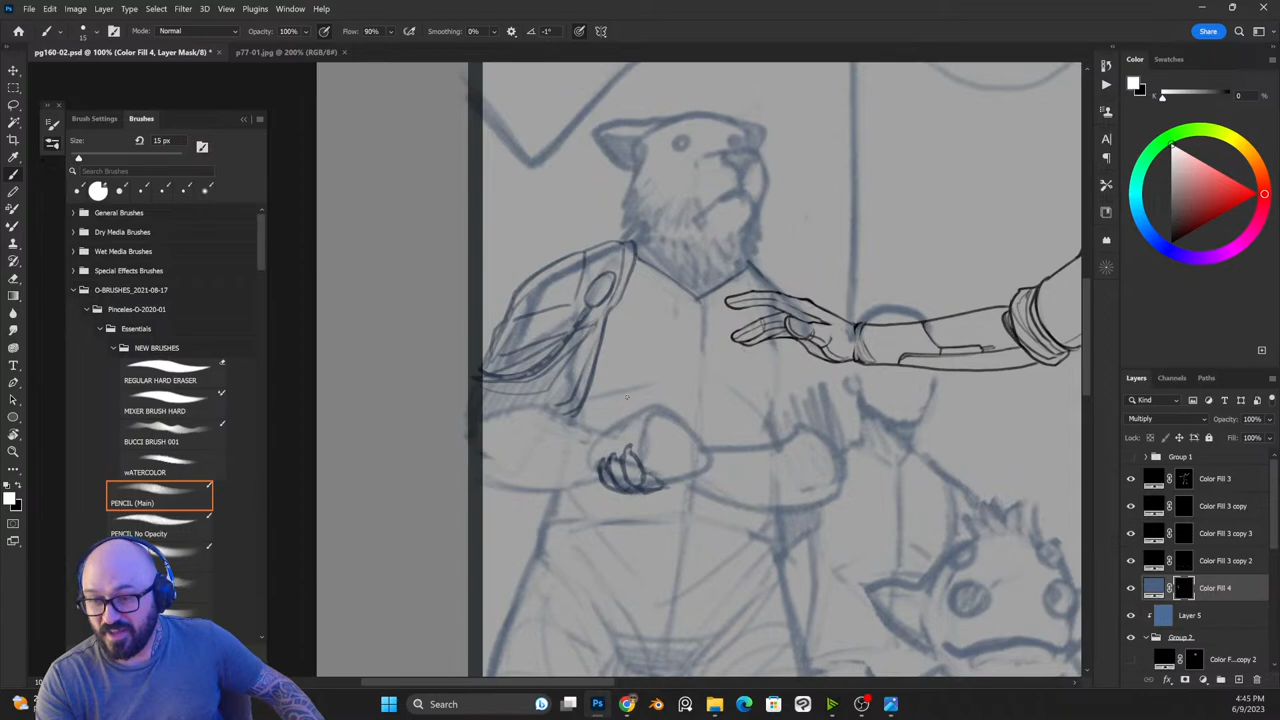 File Edit Image Layer Type Select Filter 3D View Plugins Window Help
15 Mode: Normal Opacity: 100% Flow: 90% Smoothing: 0% -1° Share
pg160-02.psd @ 100% (Color Fill 4, Layer Mask/8) * × p77-01.jpg @ 200% (RGB/8#) ×
Brush Settings Brushes
Size: 15 px
Search Brushes
General Brushes
Dry Media Brushes
Wet Media Brushes
Special Effects Brushes
O-BRUSHES_2021-08-17
Pinceles-O-2020-01
Essentials
NEW BRUSHES
REGULAR HARD ERASER
MIXER BRUSH HARD
BUCCI BRUSH 001
wATERCOLOR
PENCIL (Main)
PENCIL No Opacity
Color Swatches
K 0 %
Layers Channels Paths
Kind
Multiply Opacity: 100%
Lock: Fill: 100%
Group 1
Color Fill 3
Color Fill 3 copy
Color Fill 3 copy 3
Color Fill 3 copy 2
Color Fill 4
Layer 5
Group 2
Color F...copy 2
Search
4:45 PM
6/9/2023